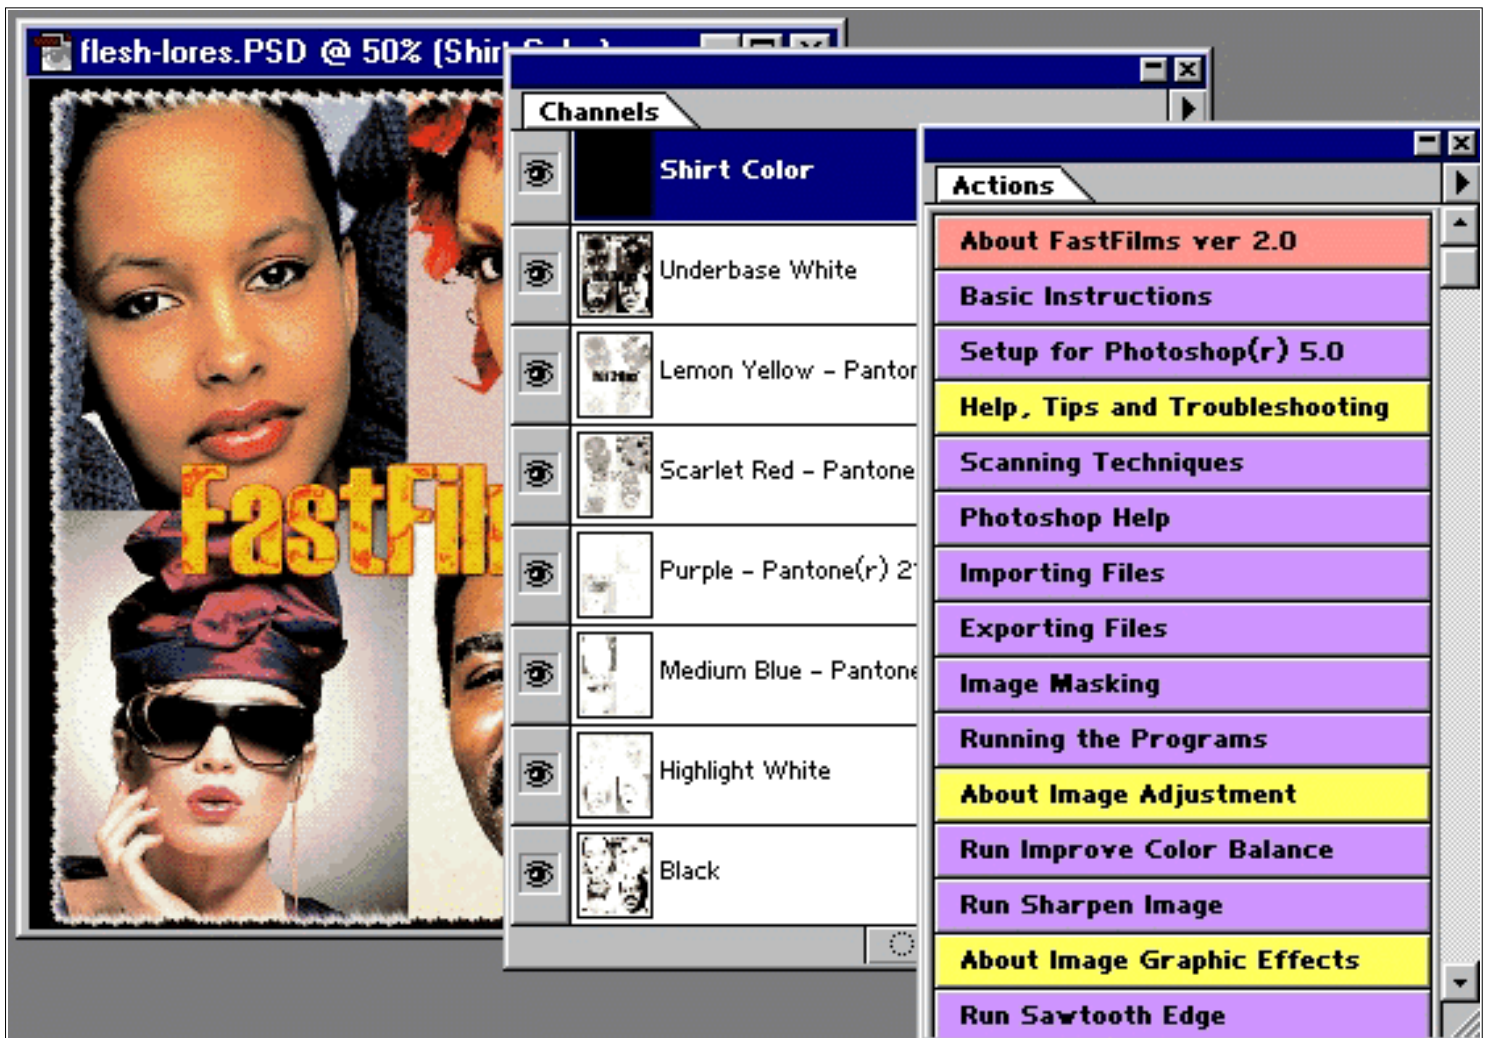 flesh-lores.PSD @ 50% (Shirt Color)
FastFil
Channels
Shirt Color
Underbase White
Lemon Yellow -
Scarlet Red - Pantone
Purple - Pantone(r)
Medium Blue - Pantone
Highlight White
Black
Actions
About FastFilms ver 2.0
Basic Instructions
Setup for Photoshop(r) 5.0
Help, Tips and Troubleshooting
Scanning Techniques
Photoshop Help
Importing Files
Exporting Files
Image Masking
Running the Programs
About Image Adjustment
Run Improve Color Balance
Run Sharpen Image
About Image Graphic Effects
Run Sawtooth Edge